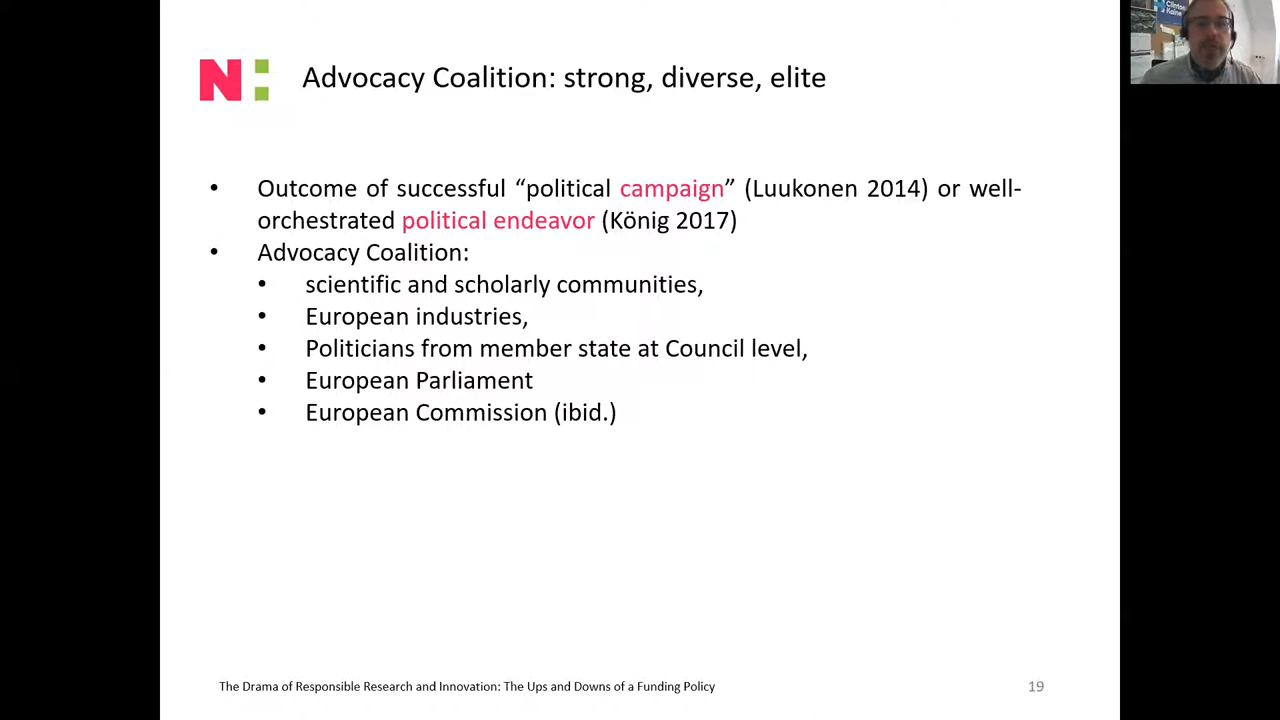 N:
Clinton
Kaine
Advocacy Coalition: strong, diverse, elite
• Outcome of successful “political campaign” (Luukonen 2014) or well-
orchestrated political endeavor (König 2017)
• Advocacy Coalition:
• scientific and scholarly communities,
• European industries,
• Politicians from member state at Council level,
• European Parliament
• European Commission (ibid.)
The Drama of Responsible Research and Innovation: The Ups and Downs of a Funding Policy
19